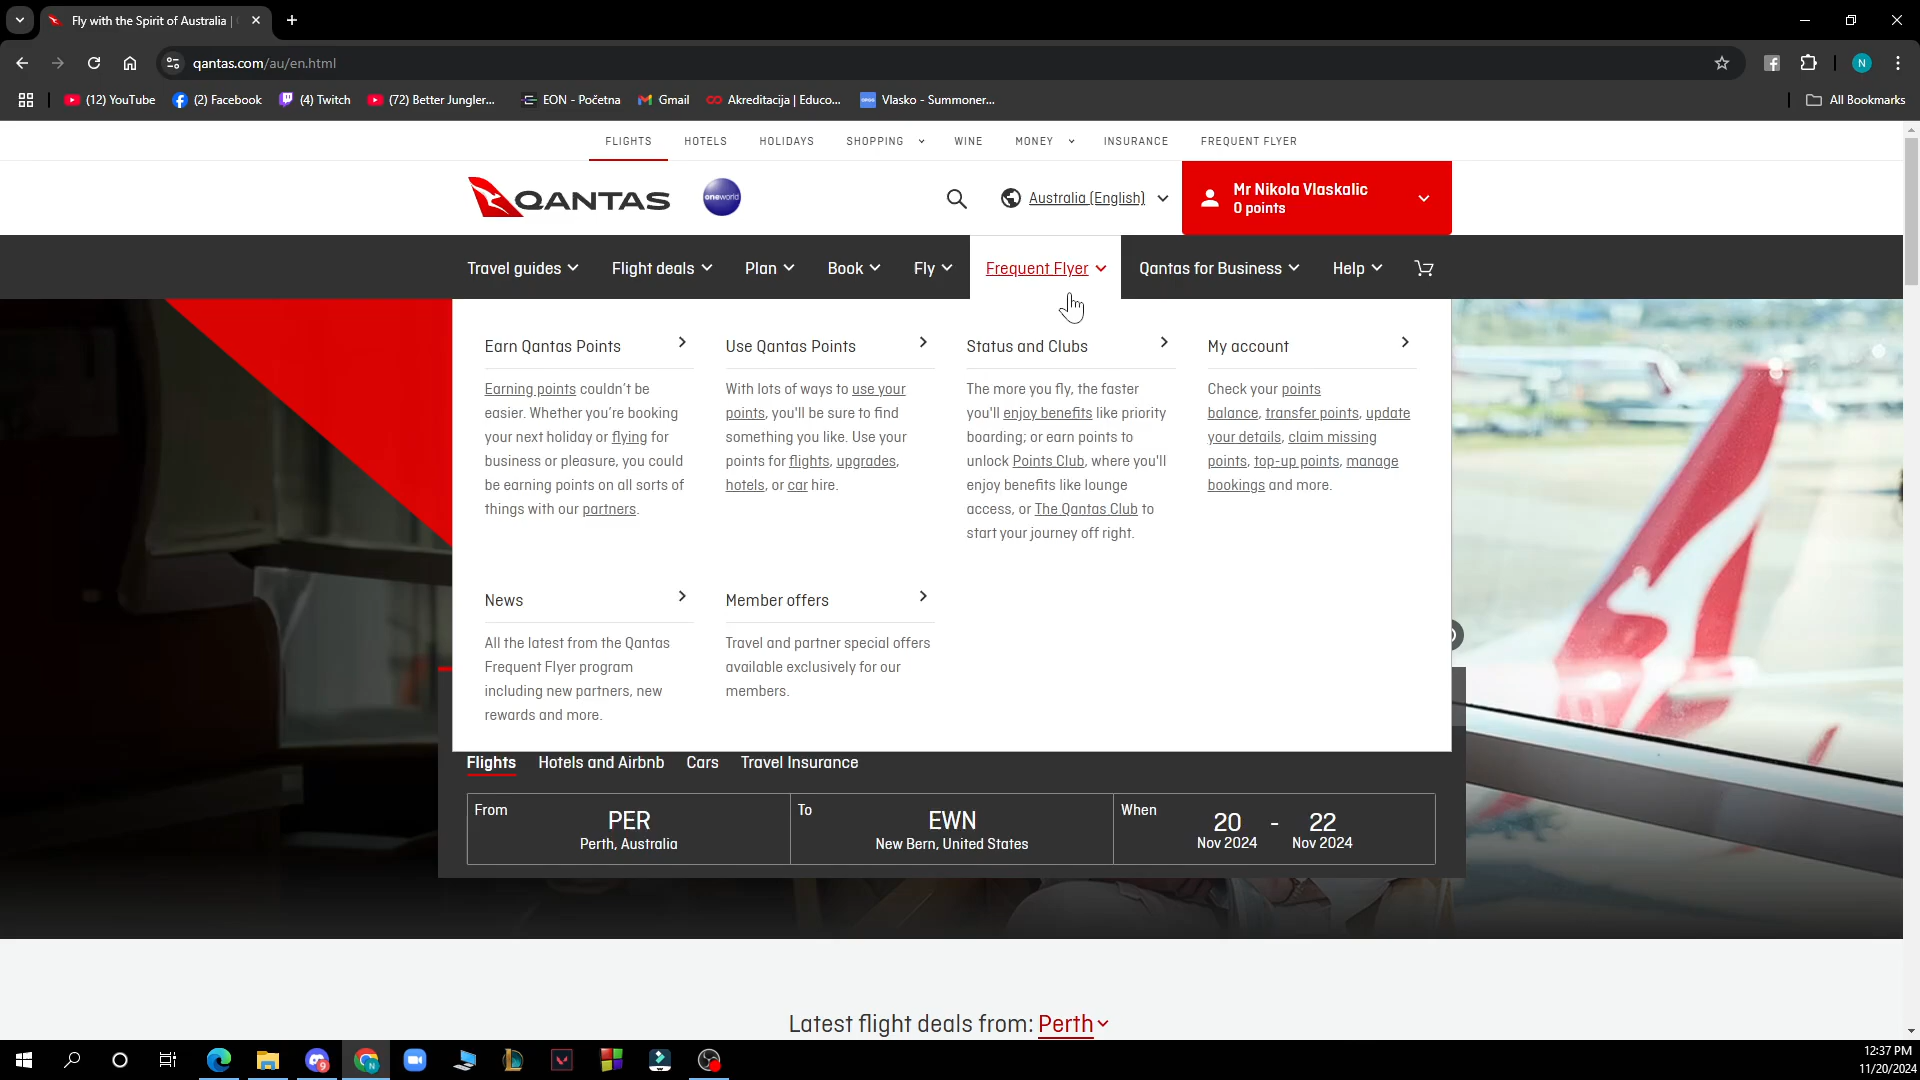 Fly with the Spirit of Australia |
qantas.com/au/en.html
N
(12) YouTube
(2) Facebook
(4) Twitch
(72) Better Jungler...
EON - Početna
Gmail
Akreditacija | Educo...
Vlasko - Summoner...
All Bookmarks
FLIGHTS
HOTELS
HOLIDAYS
SHOPPING
WINE
MONEY
INSURANCE
FREQUENT FLYER
QANTAS
oneworld
Australia (English)
Mr Nikola Vlaskalic
0 points
Travel guides
Flight deals
Plan
Book
Fly
Frequent Flyer
Qantas for Business
Help
Earn Qantas Points
Earning points couldn't be
easier. Whether you're booking
your next holiday or flying for
business or pleasure, you could
be earning points on all sorts of
things with our partners.
Use Qantas Points
With lots of ways to use your
points, you'll be sure to find
something you like. Use your
points for flights, upgrades,
hotels, or car hire.
Status and Clubs
The more you fly, the faster
you'll enjoy benefits like priority
boarding; or earn points to
unlock Points Club, where you'll
enjoy benefits like lounge
access, or The Qantas Club to
start your journey off right.
My account
Check your points
balance, transfer points, update
your details, claim missing
points, top-up points, manage
bookings and more.
News
All the latest from the Qantas
Frequent Flyer program
including new partners, new
rewards and more.
Member offers
Travel and partner special offers
available exclusively for our
members.
Flights
Hotels and Airbnb
Cars
Travel Insurance
From
PER
Perth, Australia
To
EWN
New Bern, United States
When
20 - 22
Nov 2024 Nov 2024
Latest flight deals from: Perth
9
N
12:37 PM
11/20/2024